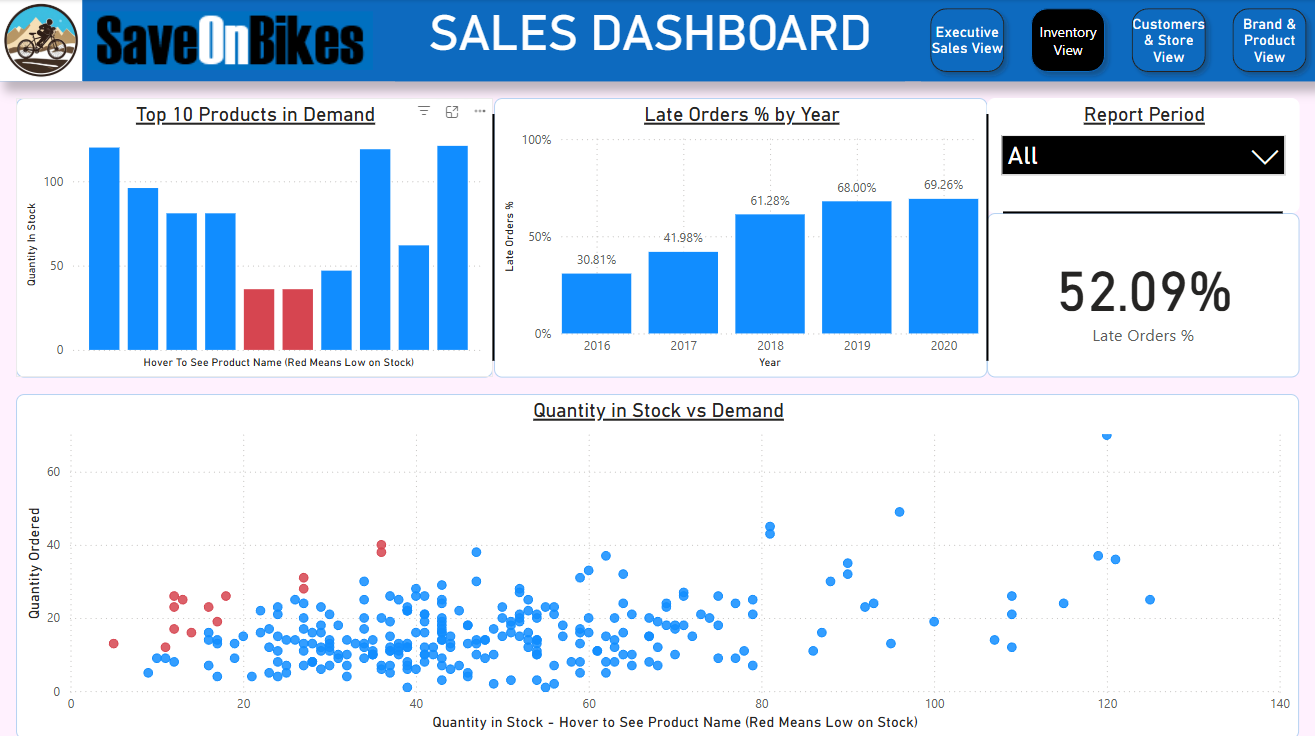 SaveOnBikes
SALES DASHBOARD
Executive
Sales View
Inventory
View
Customers
& Store
View
Brand &
Product
View
Top 10 Products in Demand
Quantity In Stock
100
50
0
Hover To See Product Name (Red Means Low on Stock)
Late Orders % by Year
Late Orders %
100%
50%
0%
30.81%
41.98%
61.28%
68.00%
69.26%
2016
2017
2018
2019
2020
Year
Report Period
All
52.09%
Late Orders %
Quantity in Stock vs Demand
Quantity Ordered
60
40
20
0
0
20
40
60
80
100
120
140
Quantity in Stock - Hover to See Product Name (Red Means Low on Stock)